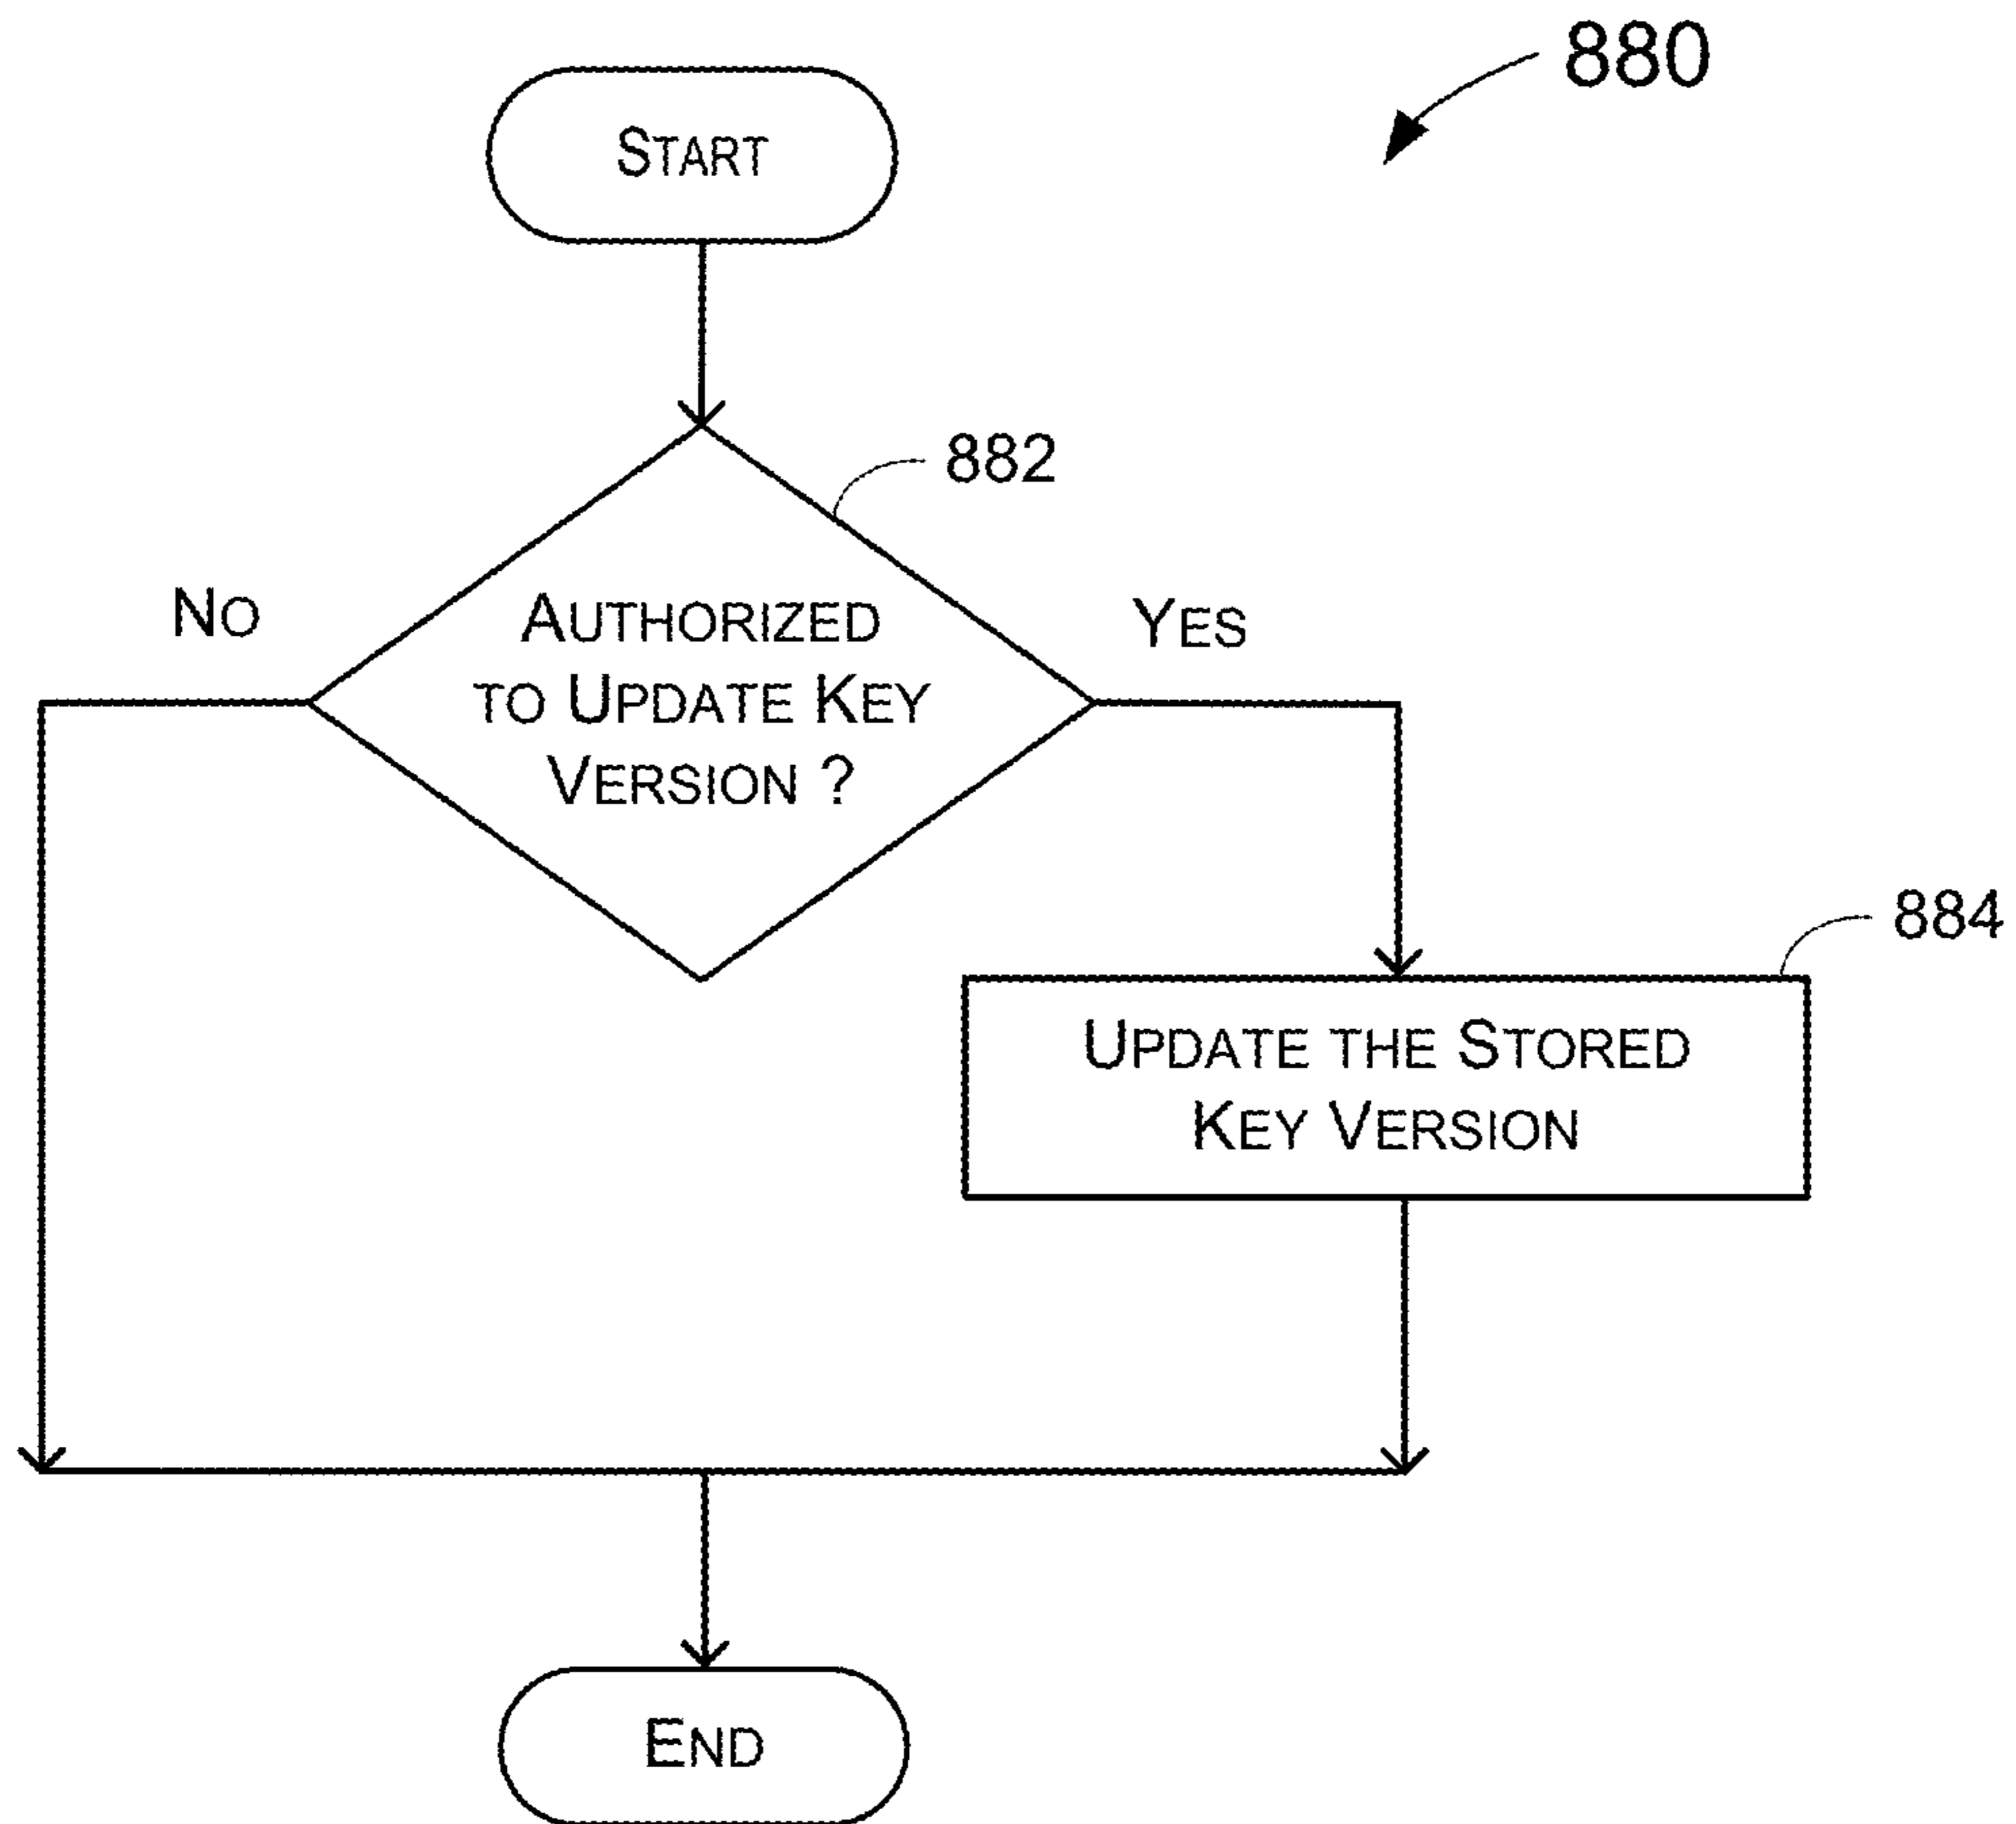 880
START
882
NO
YES
AUTHORIZED
TO UPDATE KEY
VERSION ?
884
UPDATE THE STORED
KEY VERSION
END